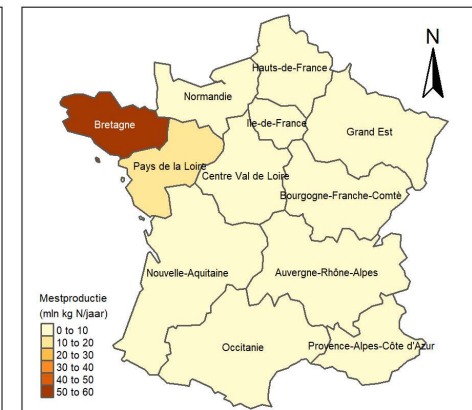 N
Hauts-de-France
Normandie
Ile-de-France
Bretagne
Grand Est
Pays de la Loire
Centre Val de Loire
Bourgogne-Franche-Comtè
Nouvelle-Aquitaine
Auvergne-Rhône-Alpes
Occitanie
Provence-Alpes-Côte d'Azur
Mestproductie
(mln kg N/jaar)
0 to 10
10 to 20
20 to 30
30 to 40
40 to 50
50 to 60